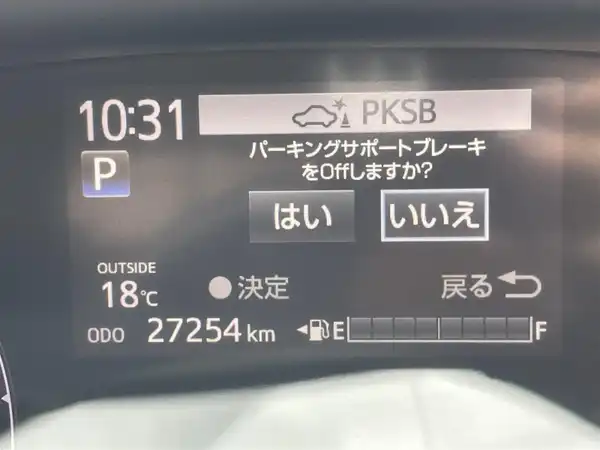 10:31
PKSB
パーキングサポートブレーキ
をOffしますか?
P
はい いいえ
OUTSIDE
18℃
●決定 戻る
ODO 27254 km
E F